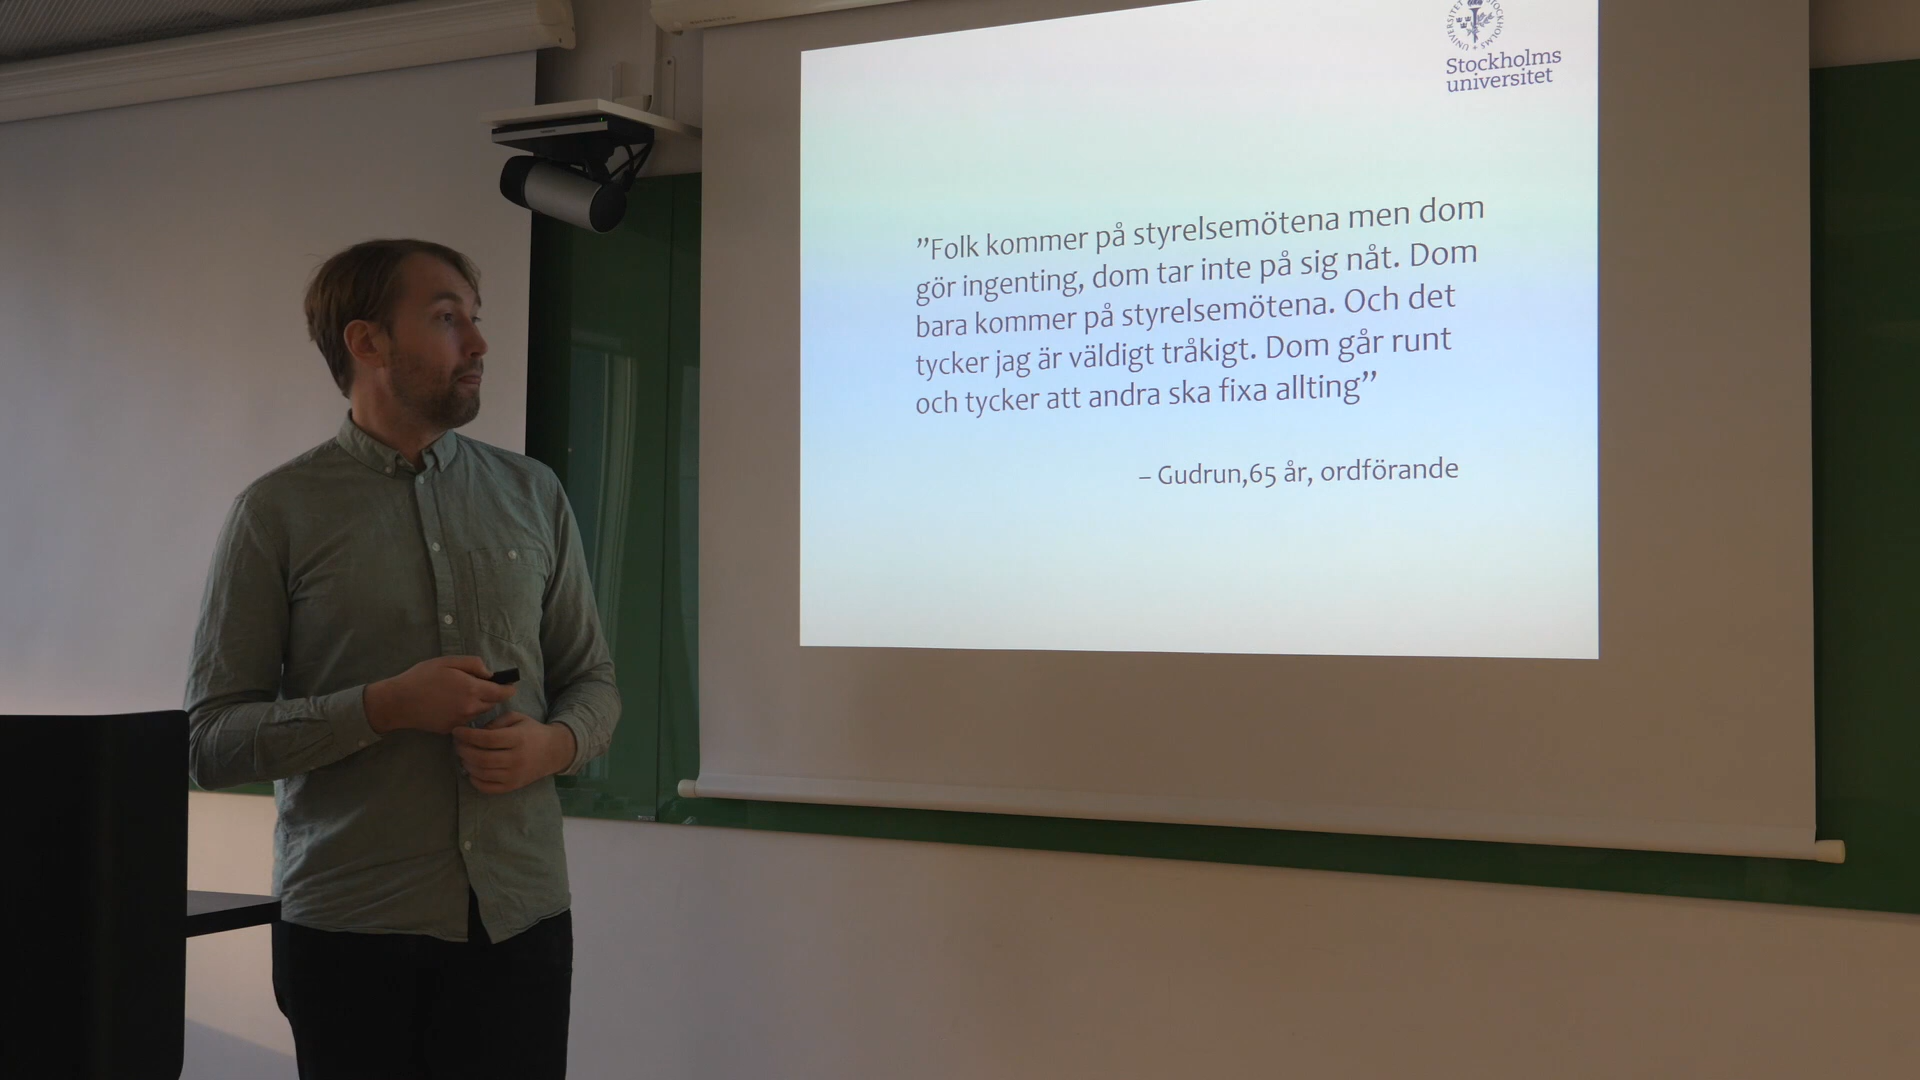 Stockholms
universitet
”Folk kommer på styrelsemötena men dom
gör ingenting, dom tar inte på sig nåt. Dom
bara kommer på styrelsemötena. Och det
tycker jag är väldigt tråkigt. Dom går runt
och tycker att andra ska fixa allting”
– Gudrun,65 år, ordförande